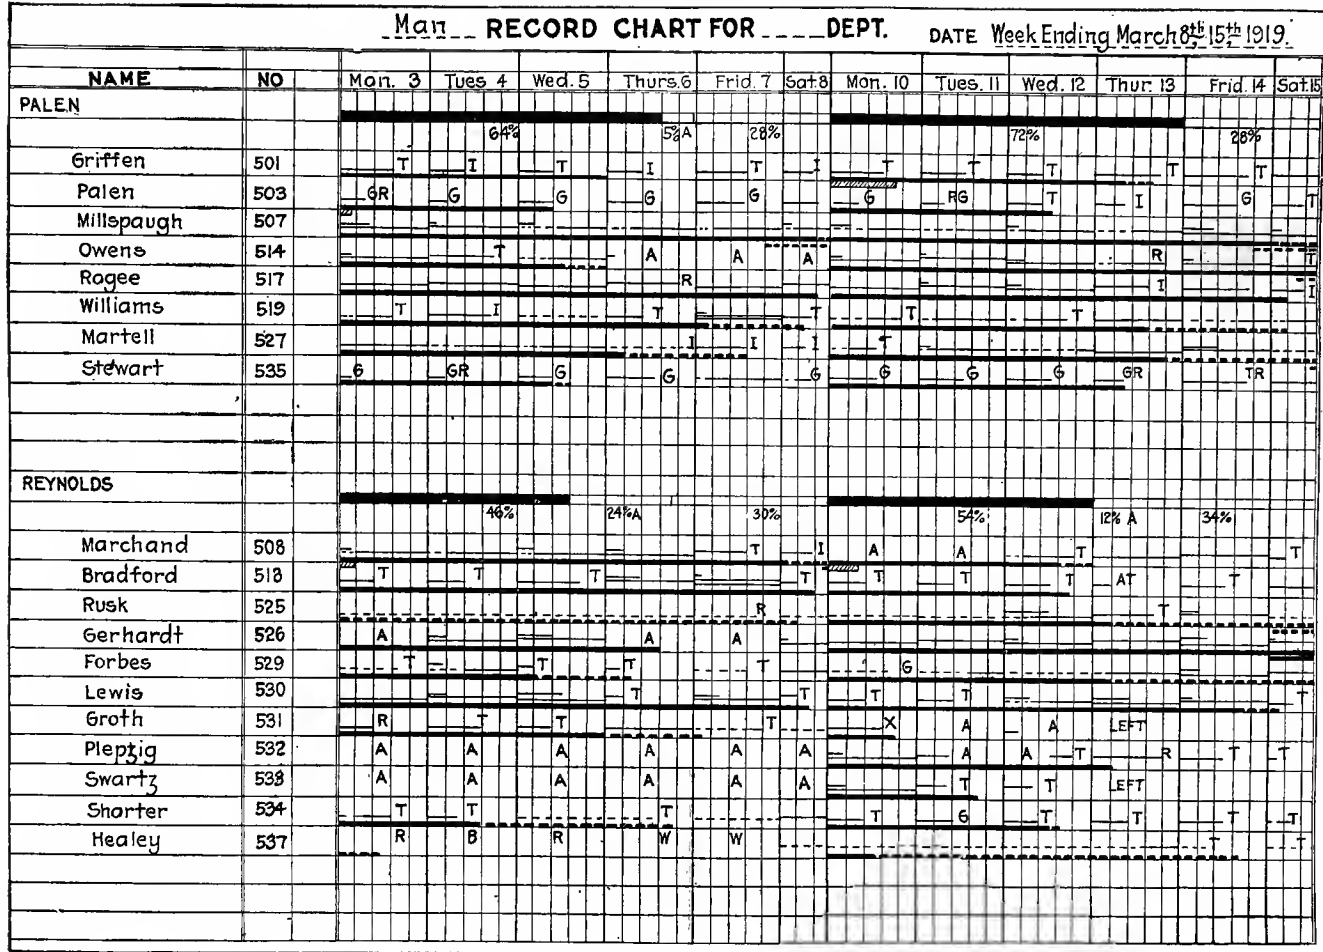 Man RECORD CHART FOR DEPT. DATE Week Ending March 8th 15th 1919.
NAME NO Mon. 3 Tues 4 Wed. 5 Thurs 6 Frid. 7 Sat 8 Mon. 10 Tues. 11 Wed. 12 Thur. 13 Frid. 14 Sat. 15
PALEN
64% 5% A 28% 72% 28%
Griffen 501 T I T I T I T T T T T
Palen 503 GR G G G G G RG T I G T
Millspaugh 507
Owens 514 T A A A R T
Ragee 517 R I I
Williams 519 T I T T T T
Martell 527 I I I T
Stewart 535 G GR G G G G G G GR TR
REYNOLDS
46% 24% A 30% 54% 12% A 34%
Marchand 508 T I A A T T
Bradford 518 T T T T T T T AT T
Rusk 525 R T
Gerhardt 526 A A A
Forbes 529 T T T T G
Lewis 530 T T T T T
Groth 531 R T T T X A A LEFT
Plepzig 532 A A A A A A A A T R T T
Swartz 533 A A A A A A T T LEFT
Shorter 534 T T T T G T T T T
Healey 537 R B R W W T T